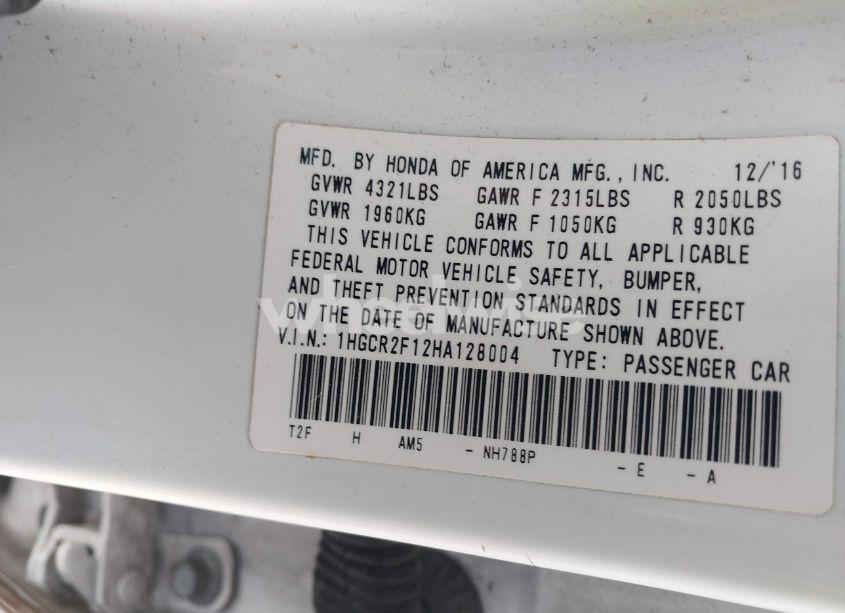 MFD. BY HONDA OF AMERICA MFG., INC. 12/'16
GVWR 4321LBS GAWR F 2315LBS R 2050LBS
GVWR 1960KG GAWR F 1050KG R 930KG
THIS VEHICLE CONFORMS TO ALL APPLICABLE
FEDERAL MOTOR VEHICLE SAFETY, BUMPER,
AND THEFT PREVENTION STANDARDS IN EFFECT
ON THE DATE OF MANUFACTURE SHOWN ABOVE.
V.I.N.: 1HGCR2F12HA128004 TYPE: PASSENGER CAR
T2F H AM5 - NH788P - E - A
wheelwise